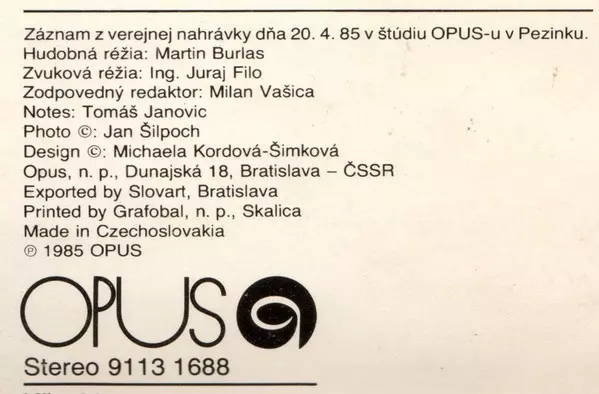 Záznam z verejnej nahrávky dňa 20. 4. 85 v štúdiu OPUS-u v Pezinku.
Hudobná réžia: Martin Burlas
Zvuková réžia: Ing. Juraj Filo
Zodpovedný redaktor: Milan Vašica
Notes: Tomáš Janovic
Photo ©: Jan Šilpoch
Design ©: Michaela Kordová-Šimková
Opus, n. p., Dunajská 18, Bratislava – ČSSR
Exported by Slovart, Bratislava
Printed by Grafobal, n. p., Skalica
Made in Czechoslovakia
℗ 1985 OPUS
OPUS
Stereo 9113 1688